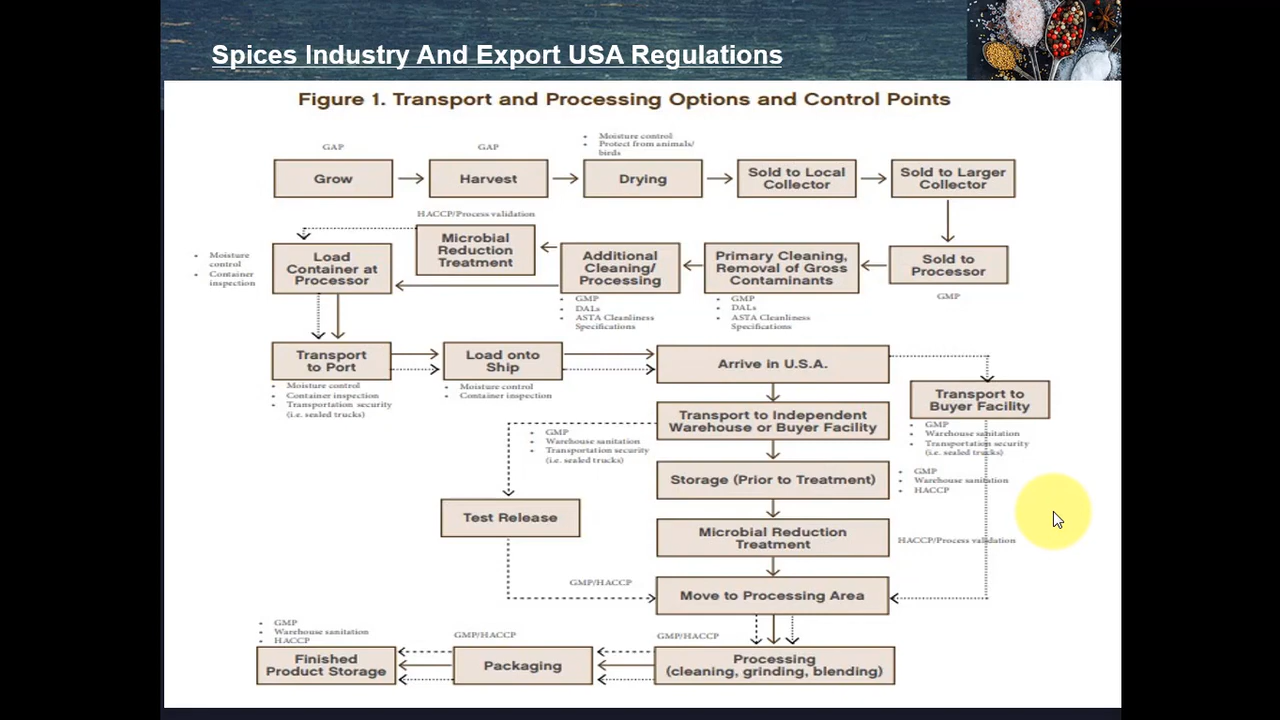 Spices Industry And Export USA Regulations
Figure 1. Transport and Processing Options and Control Points
GAP
GAP
• Moisture control
• Protect from animals/
birds
Grow
Harvest
Drying
Sold to Local
Collector
Sold to Larger
Collector
HACCP/Process validation
• Moisture
control
• Container
inspection
Load
Container at
Processor
Microbial
Reduction
Treatment
Additional
Cleaning/
Processing
Primary Cleaning,
Removal of Gross
Contaminants
Sold to
Processor
GMP
• GMP
• DALs
• ASTA Cleanliness
Specifications
• GMP
• DALs
• ASTA Cleanliness
Specifications
Transport
to Port
Load onto
Ship
Arrive in U.S.A.
• Moisture control
• Container inspection
• Transportation security
(i.e. sealed trucks)
• Moisture control
• Container inspection
Transport to
Buyer Facility
• GMP
• Warehouse sanitation
• Transportation security
(i.e. sealed trucks)
Transport to Independent
Warehouse or Buyer Facility
• GMP
• Warehouse sanitation
• Transportation security
(i.e. sealed trucks)
Storage (Prior to Treatment)
• GMP
• Warehouse sanitation
• HACCP
Test Release
Microbial Reduction
Treatment
HACCP/Process validation
GMP/HACCP
Move to Processing Area
• GMP
• Warehouse sanitation
• HACCP
GMP/HACCP
GMP/HACCP
Finished
Product Storage
Packaging
Processing
(cleaning, grinding, blending)